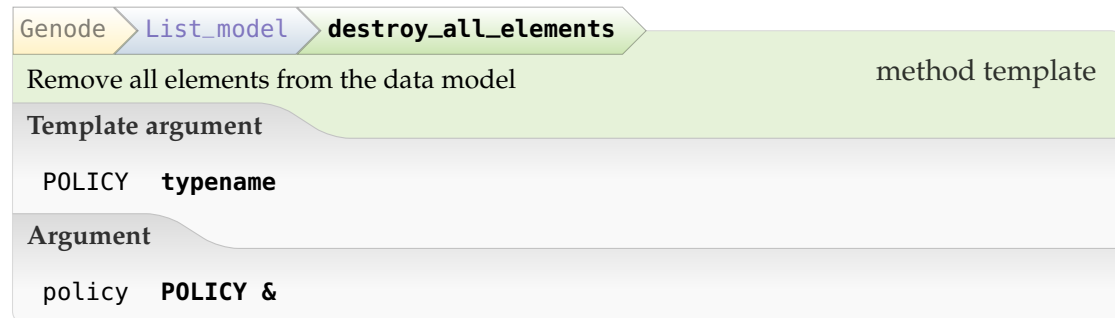 Genode List_model destroy_all_elements
Remove all elements from the data model method template
Template argument
POLICY typename
Argument
policy POLICY &